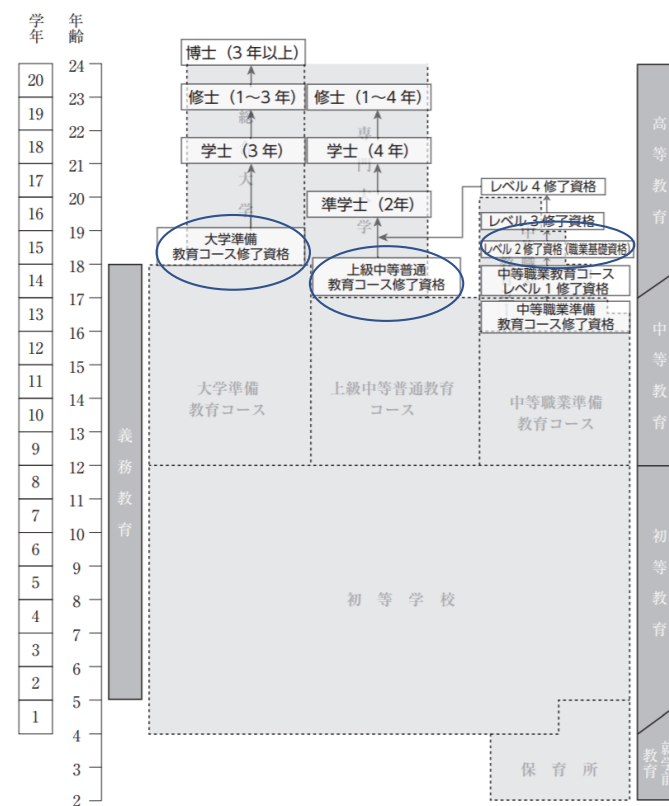 学年
年齢
20
19
18
17
16
15
14
13
12
11
10
9
8
7
6
5
4
3
2
1
24
23
22
21
20
19
18
17
16
15
14
13
12
11
10
9
8
7
6
5
4
3
2
義務教育
博士（3 年以上）
修士（1～3 年）
学士（3 年）
大学準備
教育コース修了資格
修士（1～4 年）
学士（4 年）
準学士（2年）
上級中等普通
教育コース修了資格
レベル 4 修了資格
レベル 3 修了資格
レベル 2 修了資格（職業基礎資格）
中等職業教育コース
レベル 1 修了資格
中等職業準備
教育コース修了資格
大学準備
教育コース
上級中等普通教育
コース
中等職業準備
教育コース
初等学校
保育所
高等教育
中等教育
初等教育
就学前
教育